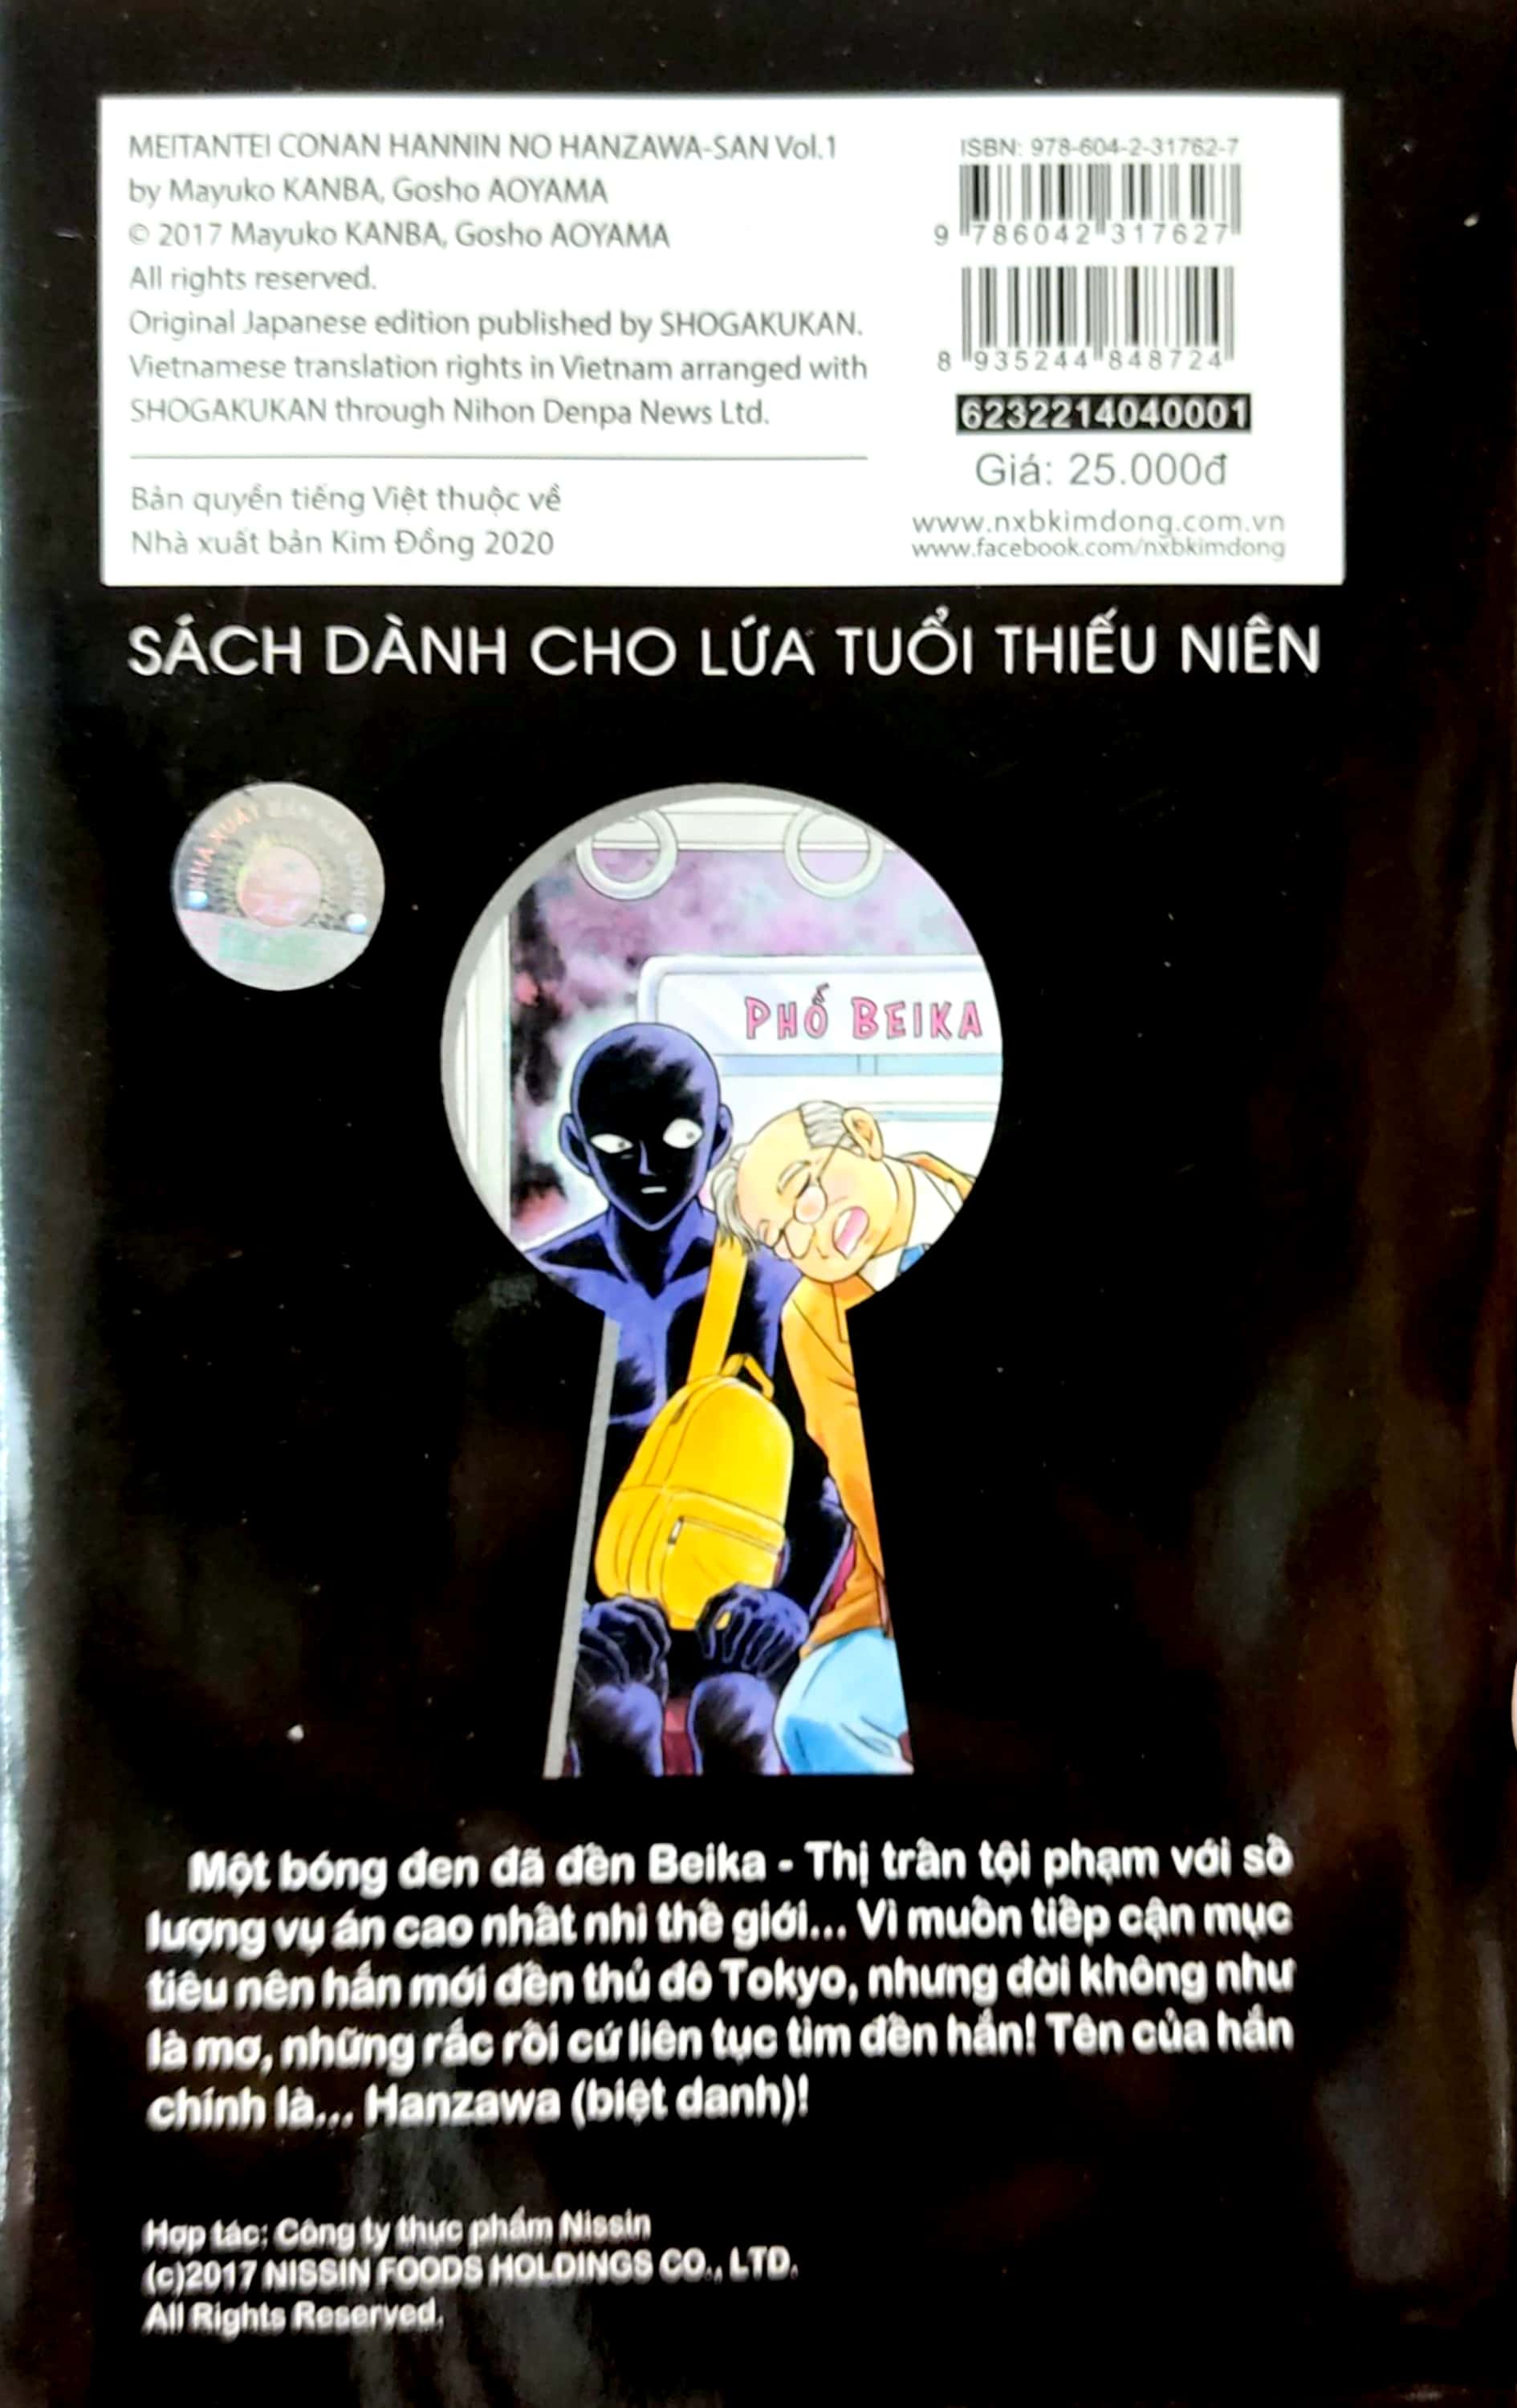 MEITANTEI CONAN HANNIN NO HANZAWA-SAN Vol.1
by Mayuko KANBA, Gosho AOYAMA
© 2017 Mayuko KANBA, Gosho AOYAMA
All rights reserved.
Original Japanese edition published by SHOGAKUKAN.
Vietnamese translation rights in Vietnam arranged with
SHOGAKUKAN through Nihon Denpa News Ltd.
Bản quyền tiếng Việt thuộc về
Nhà xuất bản Kim Đồng 2020
ISBN: 978-604-2-31762-7
9 786042 317627
8 935244 848724
6232214040001
Giá: 25.000đ
www.nxbkimdong.com.vn
www.facebook.com/nxbkimdong
SÁCH DÀNH CHO LỨA TUỔI THIẾU NIÊN
NHÀ XUẤT BẢN KIM ĐỒNG
PHỐ BEIKA
Một bóng đen đã đến Beika - Thị trấn tội phạm với số
lượng vụ án cao nhất nhì thế giới... Vì muốn tiếp cận mục
tiêu nên hắn mới đến thủ đô Tokyo, nhưng đời không như
là mơ, những rắc rối cứ liên tục tìm đến hắn! Tên của hắn
chính là... Hanzawa (biệt danh)!
Hợp tác: Công ty thực phẩm Nissin
(c)2017 NISSIN FOODS HOLDINGS CO., LTD.
All Rights Reserved.